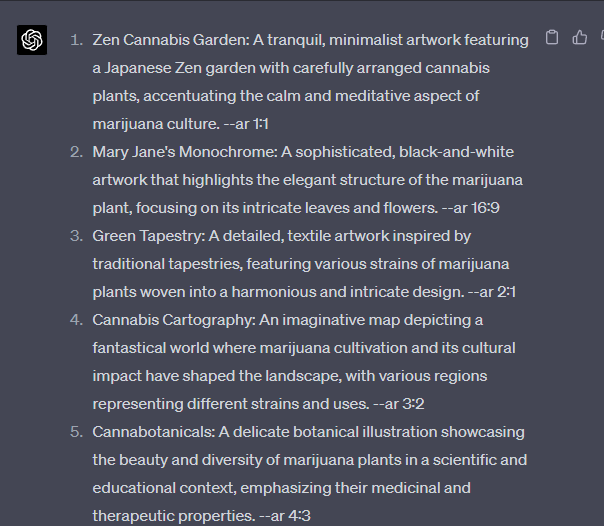 1. Zen Cannabis Garden: A tranquil, minimalist artwork featuring
a Japanese Zen garden with carefully arranged cannabis
plants, accentuating the calm and meditative aspect of
marijuana culture. --ar 1:1
2. Mary Jane's Monochrome: A sophisticated, black-and-white
artwork that highlights the elegant structure of the marijuana
plant, focusing on its intricate leaves and flowers. --ar 16:9
3. Green Tapestry: A detailed, textile artwork inspired by
traditional tapestries, featuring various strains of marijuana
plants woven into a harmonious and intricate design. --ar 2:1
4. Cannabis Cartography: An imaginative map depicting a
fantastical world where marijuana cultivation and its cultural
impact have shaped the landscape, with various regions
representing different strains and uses. --ar 3:2
5. Cannabotanicals: A delicate botanical illustration showcasing
the beauty and diversity of marijuana plants in a scientific and
educational context, emphasizing their medicinal and
therapeutic properties. --ar 4:3